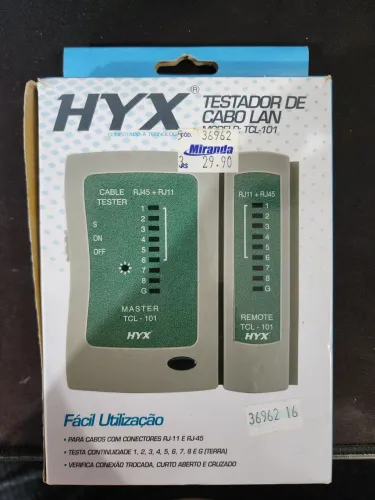 HYX®
TESTADOR DE
CABO LAN
MODELO: TCL-101
CÓD. 36962
Miranda
29.90
CABLE
TESTER
RJ45 + RJ11
1
2
3
4
5
6
7
8
G
S
ON
OFF
MASTER
TCL - 101
HYX
RJ11 + RJ45
1
2
3
4
5
6
7
8
G
REMOTE
TCL - 101
HYX
36962 16
Fácil Utilização
• PARA CABOS COM CONECTORES RJ-11 E RJ-45
• TESTA CONTINUIDADE 1, 2, 3, 4, 5, 6, 7, 8 E G (TERRA)
• VERIFICA CONEXÃO TROCADA, CURTO ABERTO E CRUZADO